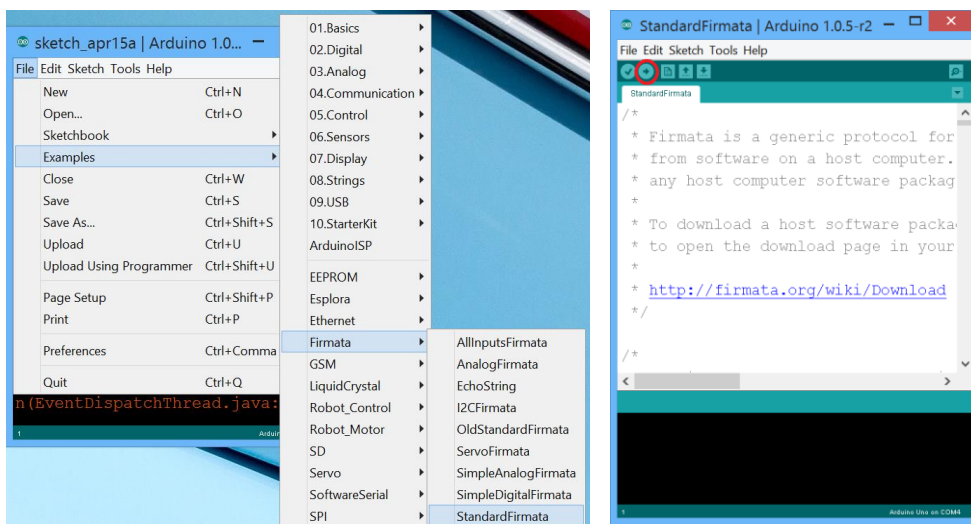 sketch_apr15a | Arduino 1.0...
File Edit Sketch Tools Help
New Ctrl+N
Open... Ctrl+O
Sketchbook
Examples
Close Ctrl+W
Save Ctrl+S
Save As... Ctrl+Shift+S
Upload Ctrl+U
Upload Using Programmer Ctrl+Shift+U
Page Setup Ctrl+Shift+P
Print Ctrl+P
Preferences Ctrl+Comma
Quit Ctrl+Q
n(EventDispatchThread.java:
1 Arduin
01.Basics
02.Digital
03.Analog
04.Communication
05.Control
06.Sensors
07.Display
08.Strings
09.USB
10.StarterKit
ArduinoISP
EEPROM
Esplora
Ethernet
Firmata
GSM
LiquidCrystal
Robot_Control
Robot_Motor
SD
Servo
SoftwareSerial
SPI
AllInputsFirmata
AnalogFirmata
EchoString
I2CFirmata
OldStandardFirmata
ServoFirmata
SimpleAnalogFirmata
SimpleDigitalFirmata
StandardFirmata
StandardFirmata | Arduino 1.0.5-r2
File Edit Sketch Tools Help
StandardFirmata
/*
* Firmata is a generic protocol for
* from software on a host computer.
* any host computer software packag
*
* To download a host software packa
* to open the download page in your
*
* http://firmata.org/wiki/Download
*/
/*
1 Arduino Uno on COM4